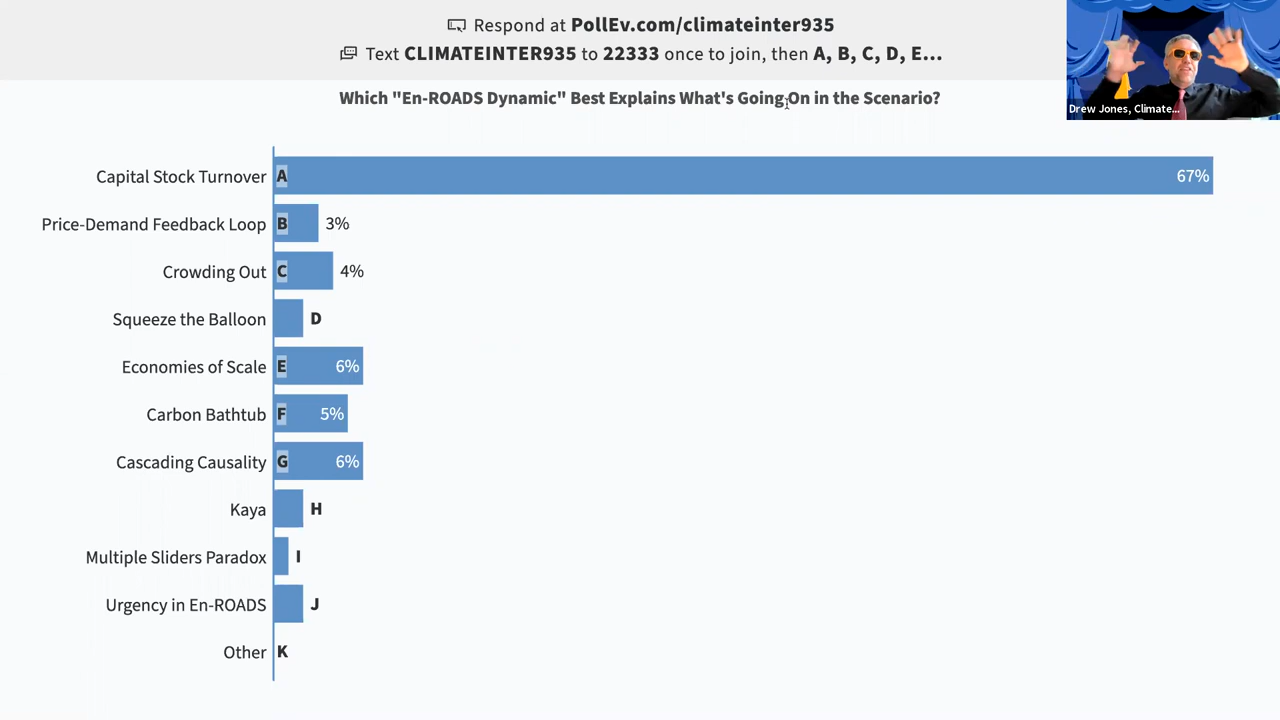 Respond at PollEv.com/climateinter935
Text CLIMATEINTER935 to 22333 once to join, then A, B, C, D, E...
Drew Jones, Climate...
Which "En-ROADS Dynamic" Best Explains What's Going On in the Scenario?
Capital Stock Turnover A 67%
Price-Demand Feedback Loop B 3%
Crowding Out C 4%
Squeeze the Balloon D
Economies of Scale E 6%
Carbon Bathtub F 5%
Cascading Causality G 6%
Kaya H
Multiple Sliders Paradox I
Urgency in En-ROADS J
Other K